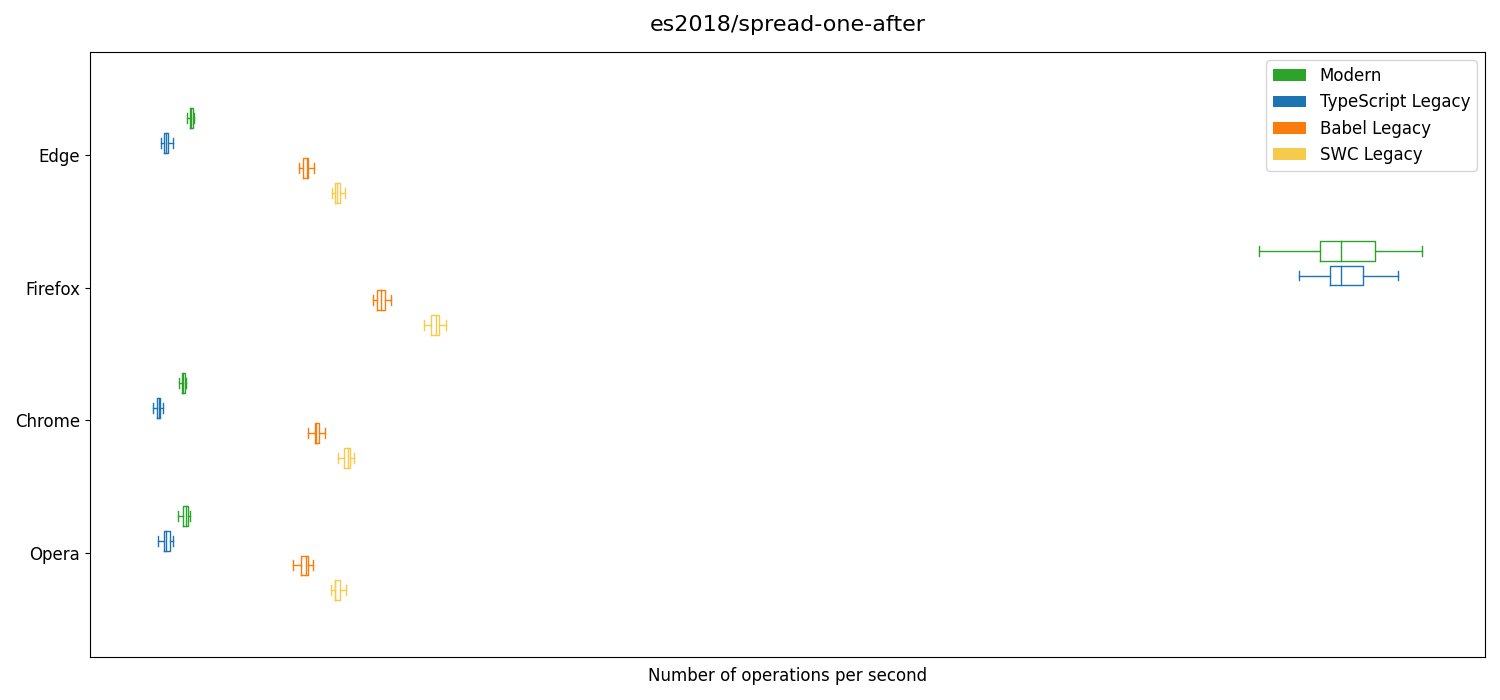 es2018/spread-one-after
Modern
TypeScript Legacy
Babel Legacy
SWC Legacy
Edge
Firefox
Chrome
Opera
Number of operations per second